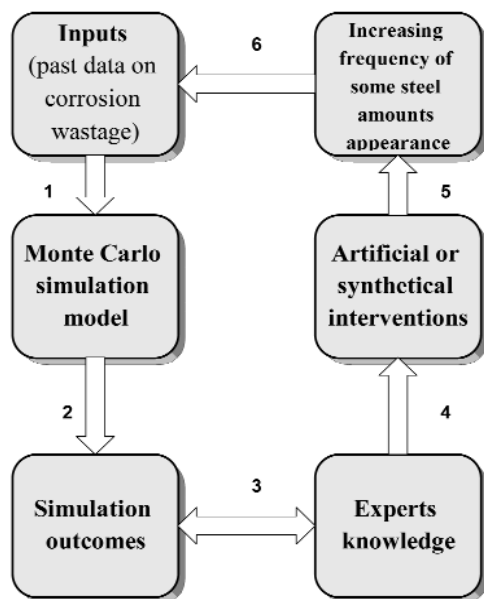 Inputs
(past data on
corrosion
wastage)
6
Increasing
frequency of
some steel
amounts
appearance
1
5
Monte Carlo
simulation
model
Artificial or
synthetical
interventions
2
4
Simulation
outcomes
3
Experts
knowledge